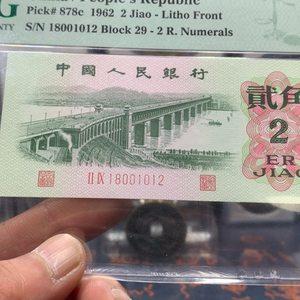 People's Republic
Pick# 878c 1962 2 Jiao - Litho Front
S/N 18001012 Block 29 - 2 R. Numerals
中國人民銀行
貳角
2
ER
JIAO
II IX 18001012